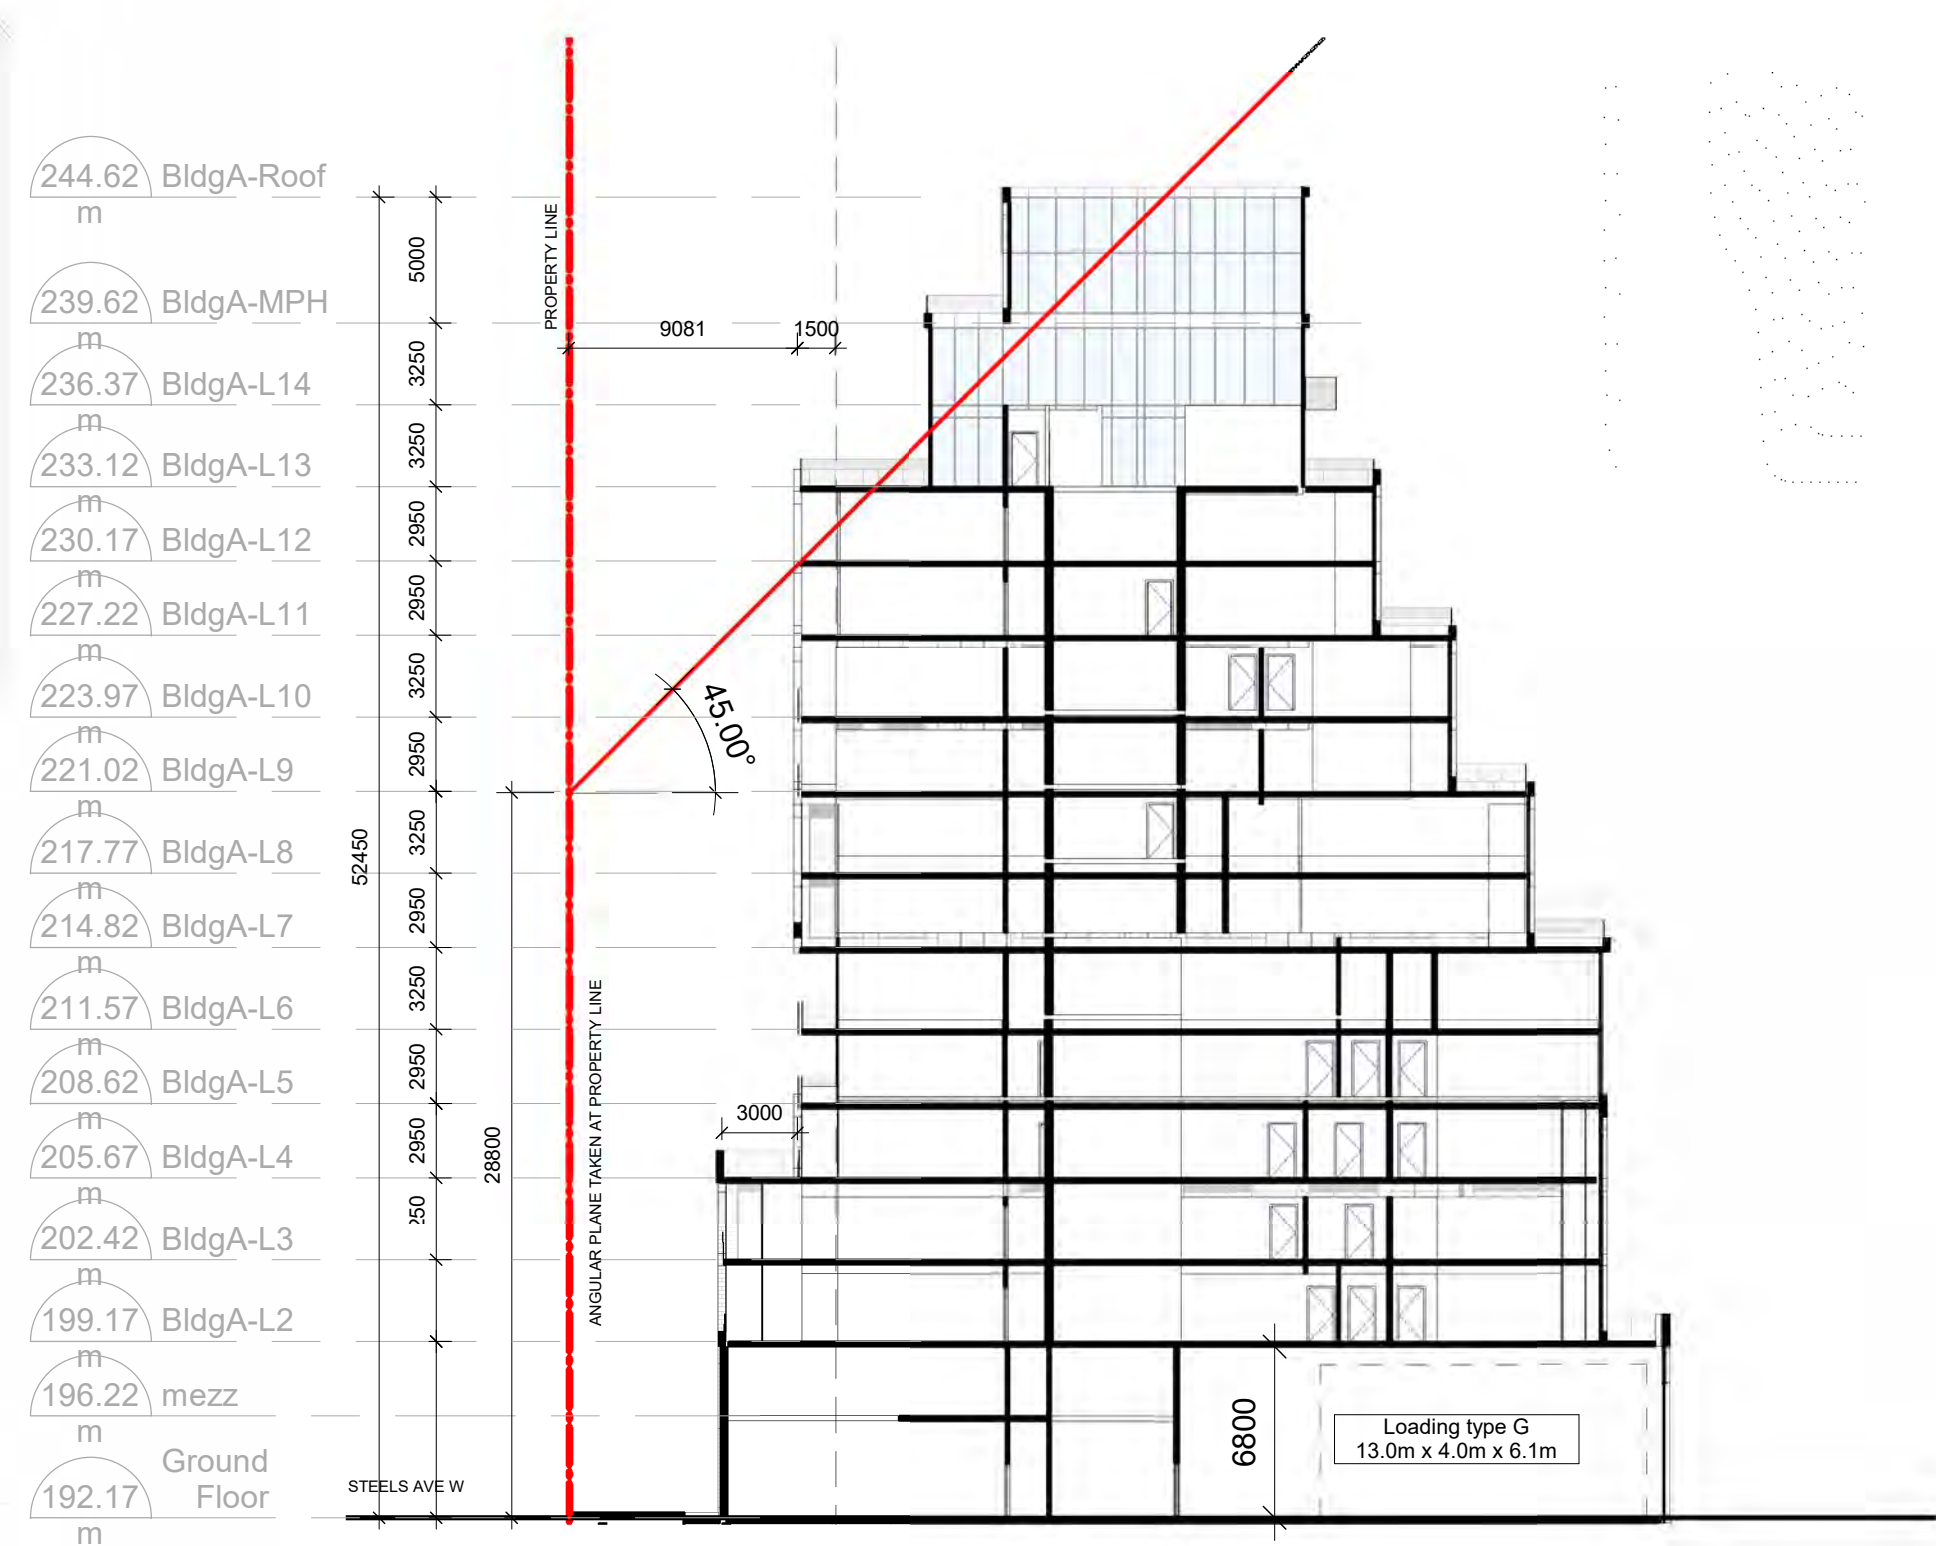 244.62 BldgA-Roof
m
239.62 BldgA-MPH
m
236.37 BldgA-L14
m
233.12 BldgA-L13
m
230.17 BldgA-L12
m
227.22 BldgA-L11
m
223.97 BldgA-L10
m
221.02 BldgA-L9
m
217.77 BldgA-L8
m
214.82 BldgA-L7
m
211.57 BldgA-L6
m
208.62 BldgA-L5
m
205.67 BldgA-L4
m
202.42 BldgA-L3
m
199.17 BldgA-L2
m
196.22 mezz
m
Ground
192.17 Floor
m
STEELS AVE W
52450
5000
3250
3250
2950
2950
3250
2950
3250
2950
3250
2950
2950
250
28800
PROPERTY LINE
ANGULAR PLANE TAKEN AT PROPERTY LINE
9081
1500
45.00°
3000
6800
Loading type G
13.0m x 4.0m x 6.1m